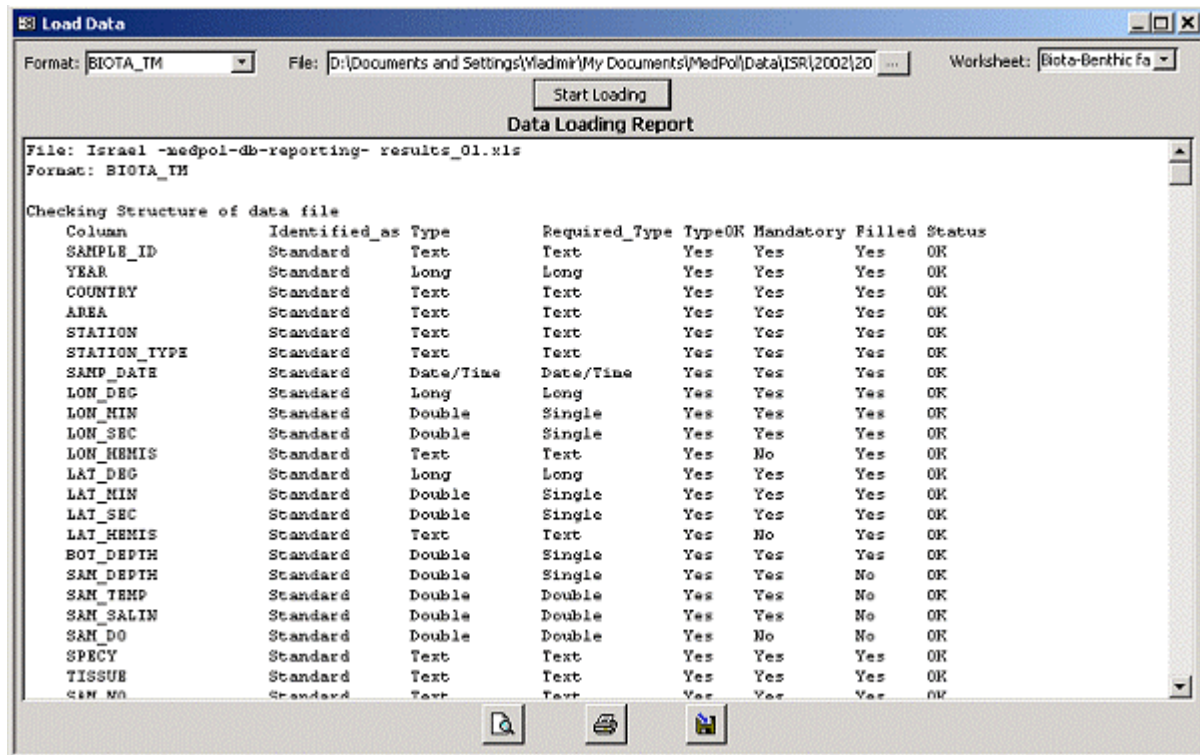 Load Data
Format: BIOTA_TM File: D:\Documents and Settings\Vladimir\My Documents\MedPol\Data\ISR\2002\20 ... Worksheet: Biota-Benthic fa
Start Loading
Data Loading Report
File: Israel -medpol-db-reporting- results_01.xls
Format: BIOTA_TM
Checking Structure of data file
Column Identified_as Type Required_Type TypeOK Mandatory Filled Status
SAMPLE_ID Standard Text Text Yes Yes Yes OK
YEAR Standard Long Long Yes Yes Yes OK
COUNTRY Standard Text Text Yes Yes Yes OK
AREA Standard Text Text Yes Yes Yes OK
STATION Standard Text Text Yes Yes Yes OK
STATION_TYPE Standard Text Text Yes Yes Yes OK
SAMP_DATE Standard Date/Time Date/Time Yes Yes Yes OK
LON_DEG Standard Long Long Yes Yes Yes OK
LON_MIN Standard Double Single Yes Yes Yes OK
LON_SEC Standard Double Single Yes Yes Yes OK
LON_HEMIS Standard Text Text Yes No Yes OK
LAT_DEG Standard Long Long Yes Yes Yes OK
LAT_MIN Standard Double Single Yes Yes Yes OK
LAT_SEC Standard Double Single Yes Yes Yes OK
LAT_HEMIS Standard Text Text Yes No Yes OK
BOT_DEPTH Standard Double Single Yes Yes Yes OK
SAM_DEPTH Standard Double Single Yes Yes No OK
SAM_TEMP Standard Double Double Yes Yes No OK
SAM_SALIN Standard Double Double Yes Yes No OK
SAM_DO Standard Double Double Yes No No OK
SPECY Standard Text Text Yes Yes Yes OK
TISSUE Standard Text Text Yes Yes Yes OK
SAM_NO Standard Text Text Yes Yes Yes OK